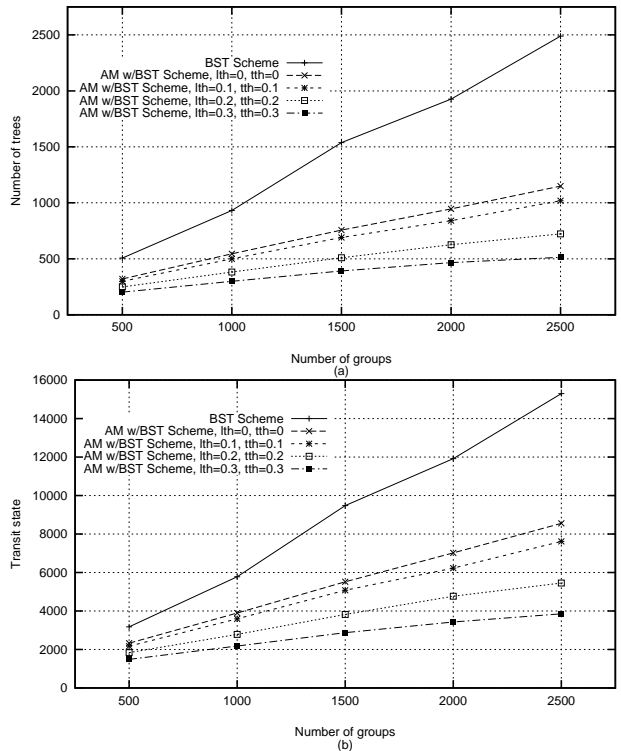 2500
2000
1500
1000
500
0
Number of trees
BST Scheme
AM w/BST Scheme, lth=0, tth=0
AM w/BST Scheme, lth=0.1, tth=0.1
AM w/BST Scheme, lth=0.2, tth=0.2
AM w/BST Scheme, lth=0.3, tth=0.3
500 1000 1500 2000 2500
Number of groups
(a)
16000
14000
12000
10000
8000
6000
4000
2000
0
Transit state
BST Scheme
AM w/BST Scheme, lth=0, tth=0
AM w/BST Scheme, lth=0.1, tth=0.1
AM w/BST Scheme, lth=0.2, tth=0.2
AM w/BST Scheme, lth=0.3, tth=0.3
500 1000 1500 2000 2500
Number of groups
(b)